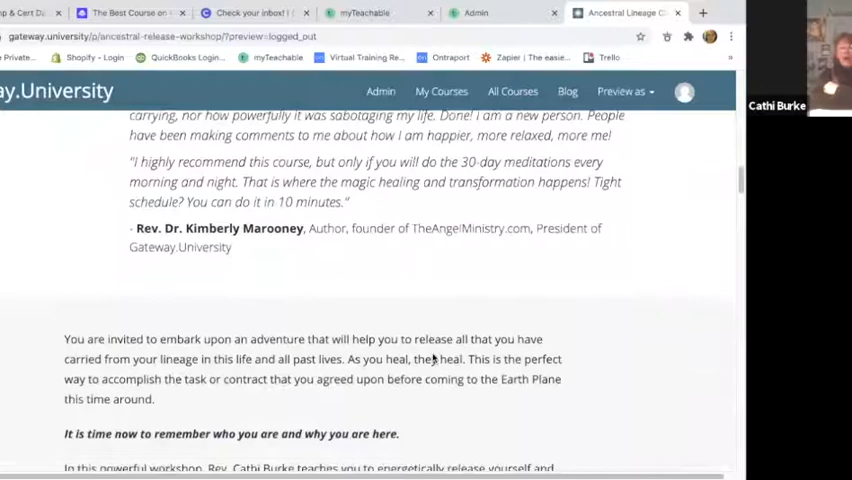 p & Cert Da...
The Best Course on
Check your inbox! |
myTeachable
Admin
Ancestral Lineage C
gateway.university/p/ancestral-release-workshop/?preview=logged_out
Private...
Shopify - Login
QuickBooks Login...
myTeachable
Virtual Training Re...
Ontraport
Zapier | The easies...
Trello
ay.University
Admin
My Courses
All Courses
Blog
Preview as
Cathi Burke
carrying, nor how powerfully it was sabotaging my life. Done! I am a new person. People
have been making comments to me about how I am happier, more relaxed, more me!
"I highly recommend this course, but only if you will do the 30-day meditations every
morning and night. That is where the magic healing and transformation happens! Tight
schedule? You can do it in 10 minutes."
- Rev. Dr. Kimberly Marooney, Author, founder of TheAngelMinistry.com, President of
Gateway.University
You are invited to embark upon an adventure that will help you to release all that you have
carried from your lineage in this life and all past lives. As you heal, they heal. This is the perfect
way to accomplish the task or contract that you agreed upon before coming to the Earth Plane
this time around.
It is time now to remember who you are and why you are here.
In this powerful workshop, Rev. Cathi Burke teaches you to energetically release yourself and